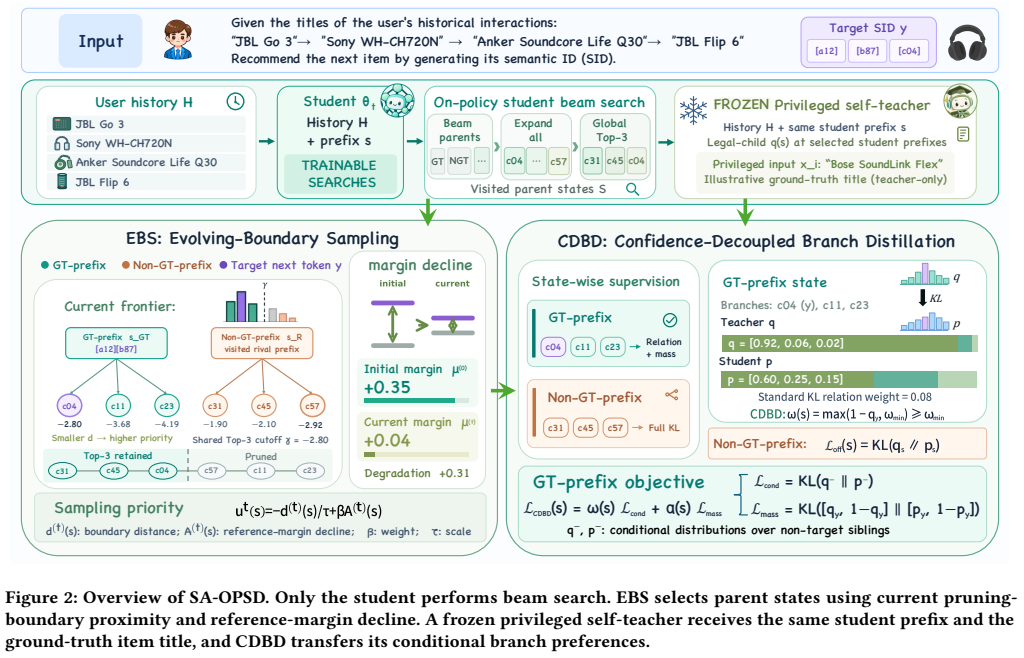 Input
Given the titles of the user's historical interactions:
"JBL Go 3"→ "Sony WH-CH720N" → "Anker Soundcore Life Q30"→ "JBL Flip 6"
Recommend the next item by generating its semantic ID (SID).
Target SID y
[a12] [b87] [c04]
User history H
JBL Go 3
Sony WH-CH720N
Anker Soundcore Life Q30
JBL Flip 6
Student θt
History H
+ prefix s
TRAINABLE
SEARCHES
On-policy student beam search
Beam
parents
GT NGT ...
Expand
all
c04 ... c57
Global
Top-3
c31 c45 c04
Visited parent states S
FROZEN Privileged self-teacher
History H + same student prefix s
Legal-child q(s) at selected student prefixes
Privileged input x_i: "Bose SoundLink Flex"
Illustrative ground-truth title (teacher-only)
EBS: Evolving-Boundary Sampling
GT-prefix Non-GT-prefix Target next token y
Current frontier:
γ
GT-prefix s_GT
[a12][b87]
Non-GT-prefix s_R
visited rival prefix
c04 c11 c23 c31 c45 c57
-2.80 -3.68 -4.19 -1.90 -2.10 -2.92
Smaller d → higher priority
Shared Top-3 cutoff γ = -2.80
Top-3 retained Pruned
c31 c45 c04 c57 c11 c23
margin decline
initial current
Initial margin μ(0)
+0.35
Current margin μ(t)
+0.04
Degradation +0.31
Sampling priority
u^t(s)=-d^(t)(s)/τ+βA^(t)(s)
d^(t)(s): boundary distance; A^(t)(s): reference-margin decline; β: weight; τ: scale
CDBD: Confidence-Decoupled Branch Distillation
State-wise supervision
GT-prefix
c04 c11 c23 → Relation
+ mass
Non-GT-prefix
c31 c45 c57 → Full KL
GT-prefix state
q
KL
p
Branches: c04 (y), c11, c23
Teacher q
q = [0.92, 0.06, 0.02]
Student p
p = [0.60, 0.25, 0.15]
Standard KL relation weight = 0.08
CDBD: ω(s) = max(1 − q_y, ω_min) ⩾ ω_min
Non-GT-prefix: ℒ_off(s) = KL(q_s ∥ p_s)
GT-prefix objective
ℒ_CDBD(s) = ω(s) ℒ_cond + α(s) ℒ_mass
ℒ_cond = KL(q⁻ ∥ p⁻)
ℒ_mass = KL([q_y, 1−q_y] ∥ [p_y, 1−p_y])
q⁻, p⁻: conditional distributions over non-target siblings
Figure 2: Overview of SA-OPSD. Only the student performs beam search. EBS selects parent states using current pruning-
boundary proximity and reference-margin decline. A frozen privileged self-teacher receives the same student prefix and the
ground-truth item title, and CDBD transfers its conditional branch preferences.